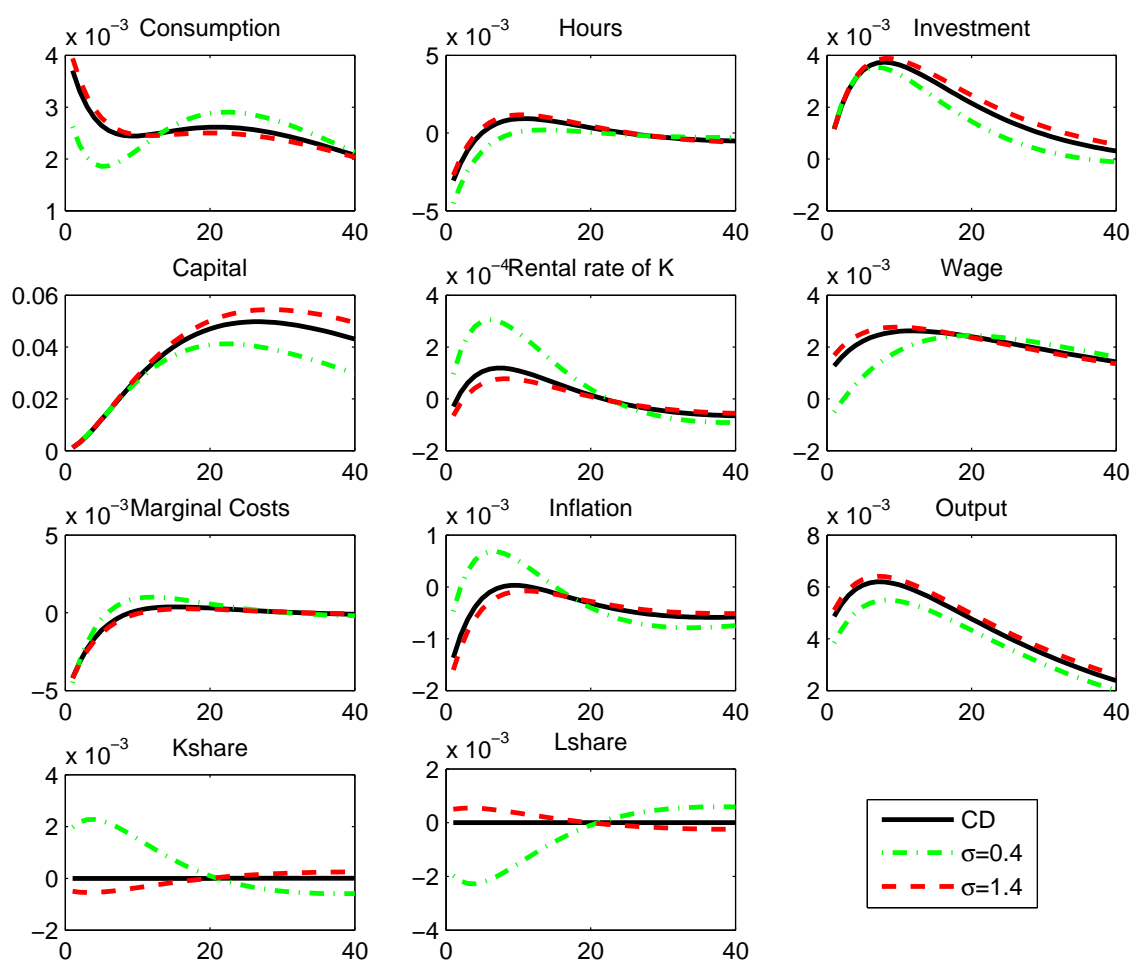 x 10⁻³ Consumption
4
3
2
1
0 20 40
x 10⁻³ Hours
5
0
−5
0 20 40
x 10⁻³ Investment
4
2
0
−2
0 20 40
Capital
0.06
0.04
0.02
0
0 20 40
x 10⁻⁴ Rental rate of K
4
2
0
−2
0 20 40
x 10⁻³ Wage
4
2
0
−2
0 20 40
x 10⁻³ Marginal Costs
5
0
−5
0 20 40
x 10⁻³ Inflation
1
0
−1
−2
0 20 40
x 10⁻³ Output
8
6
4
2
0 20 40
x 10⁻³ Kshare
4
2
0
−2
0 20 40
x 10⁻³ Lshare
2
0
−2
−4
0 20 40
CD
σ=0.4
σ=1.4